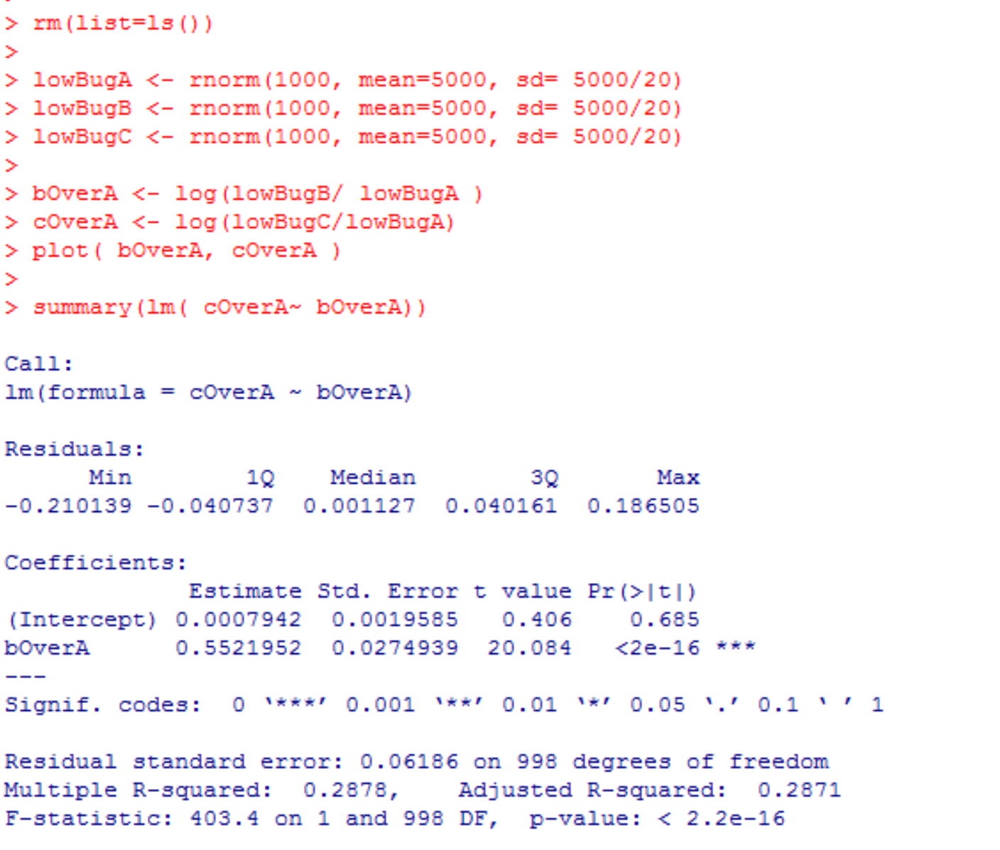 >
> rm(list=ls())
>
> lowBugA <- rnorm(1000, mean=5000, sd= 5000/20)
> lowBugB <- rnorm(1000, mean=5000, sd= 5000/20)
> lowBugC <- rnorm(1000, mean=5000, sd= 5000/20)
>
> bOverA <- log(lowBugB/ lowBugA )
> cOverA <- log(lowBugC/lowBugA)
> plot( bOverA, cOverA )
>
> summary(lm( cOverA~ bOverA))

Call:
lm(formula = cOverA ~ bOverA)

Residuals:
      Min        1Q    Median        3Q       Max
-0.210139 -0.040737  0.001127  0.040161  0.186505

Coefficients:
             Estimate Std. Error t value Pr(>|t|)
(Intercept) 0.0007942  0.0019585   0.406    0.685
bOverA      0.5521952  0.0274939  20.084   <2e-16 ***
---
Signif. codes:  0 ‘***’ 0.001 ‘**’ 0.01 ‘*’ 0.05 ‘.’ 0.1 ‘ ’ 1

Residual standard error: 0.06186 on 998 degrees of freedom
Multiple R-squared:  0.2878,    Adjusted R-squared:  0.2871
F-statistic: 403.4 on 1 and 998 DF,  p-value: < 2.2e-16